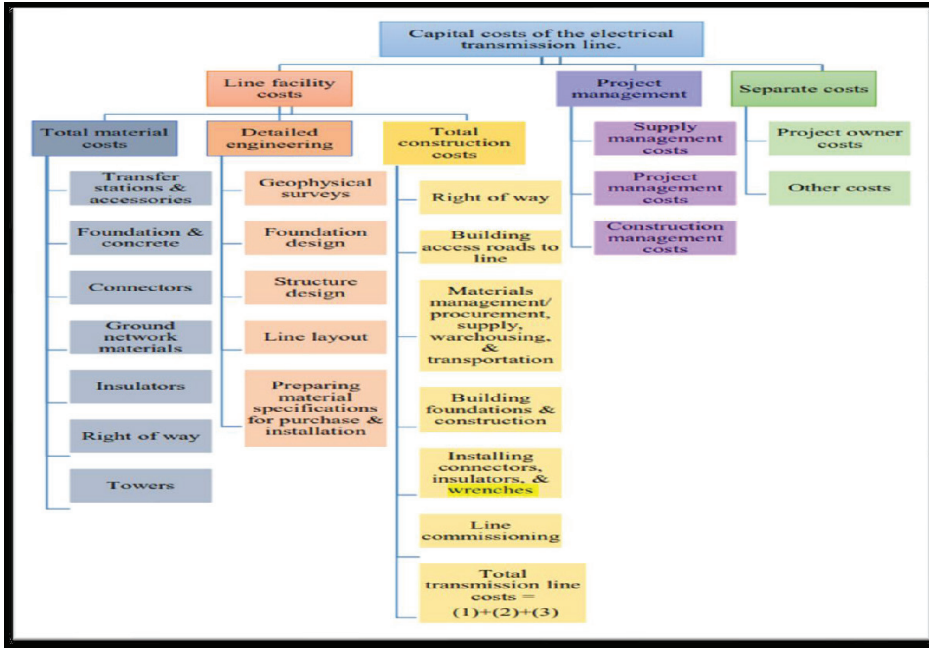 Capital costs of the electrical
transmission line.
Line facility
costs
Project
management
Separate costs
Total material
costs
Detailed
engineering
Total
construction
costs
Supply
management
costs
Project
management
costs
Construction
management costs
Project owner
costs
Other costs
Transfer
stations &
accessories
Foundation &
concrete
Connectors
Ground
network
materials
Insulators
Right of way
Towers
Geophysical
surveys
Foundation
design
Structure
design
Line layout
Preparing
material
specifications
for purchase &
installation
Right of way
Building
access roads to
line
Materials
management/
procurement,
supply,
warehousing,
&
transportation
Building
foundations &
construction
Installing
connectors,
insulators, &
wrenches
Line
commissioning
Total
transmission line
costs =
(1)+(2)+(3)